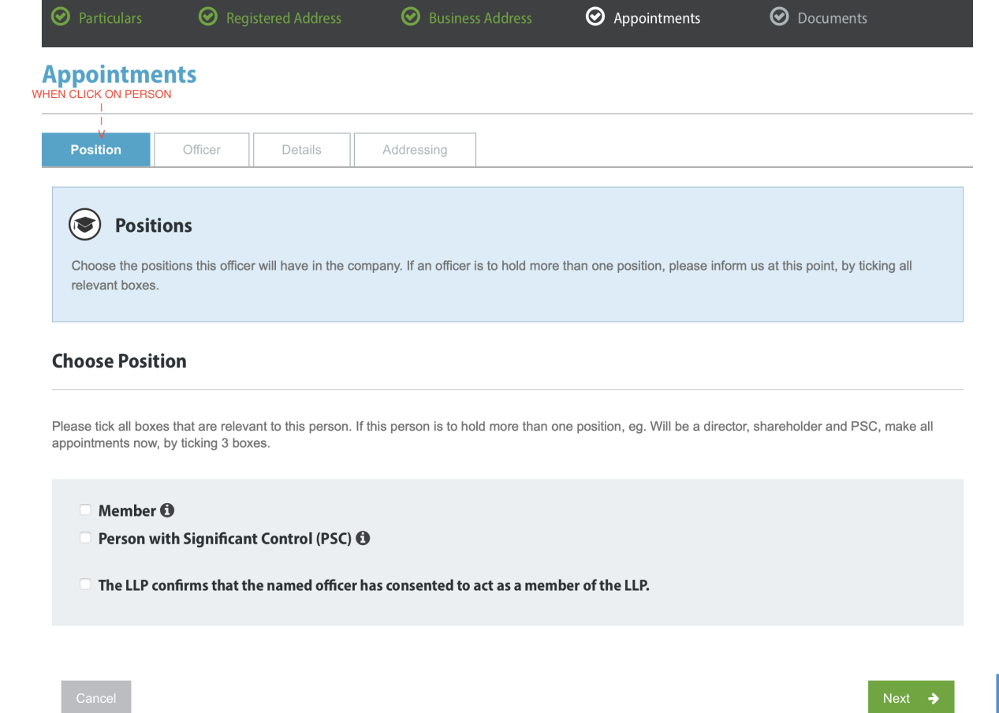 Particulars Registered Address Business Address Appointments Documents
Appointments
WHEN CLICK ON PERSON
Position Officer Details Addressing
Positions
Choose the positions this officer will have in the company. If an officer is to hold more than one position, please inform us at this point, by ticking all
relevant boxes.
Choose Position
Please tick all boxes that are relevant to this person. If this person is to hold more than one position, eg. Will be a director, shareholder and PSC, make all
appointments now, by ticking 3 boxes.
Member
Person with Significant Control (PSC)
The LLP confirms that the named officer has consented to act as a member of the LLP.
Cancel Next